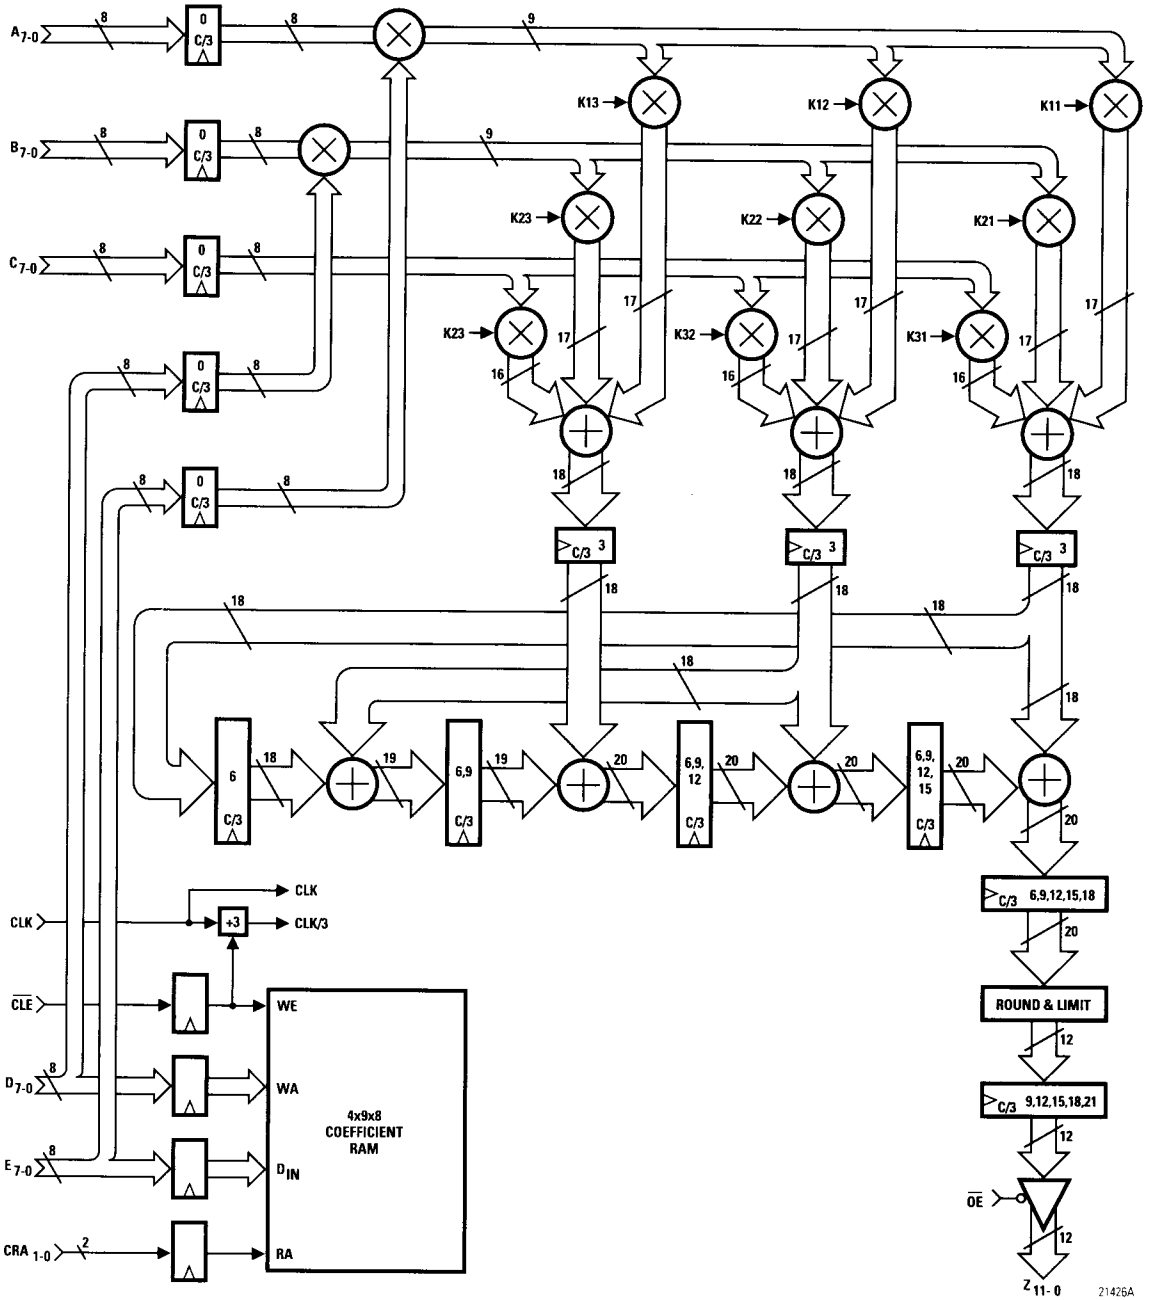 A7-0 8 0 C/3 8 9
K13 K12 K11
B7-0 8 0 C/3 8 9
K23 K22 K21
C7-0 8 0 C/3 8
17 17 17
K23 K32 K31
17 17 17
8 0 C/3 8
16 16 16
8 0 C/3 8
18 18 18
C/3 3 C/3 3 C/3 3
18 18 18
18 18
18
18
6 C/3 18 19 6,9 C/3 19 20 6,9, 12 C/3 20 20 6,9, 12, 15 C/3 20
20
CLK
C/3 6,9,12,15,18
CLK +3 CLK/3
20
CLE WE ROUND & LIMIT
12
D7-0 8 WA
4x9x8
COEFFICIENT
RAM
C/3 9,12,15,18,21
12
E7-0 8 DIN
OE
12
CRA 1-0 2 RA
Z 11-0
21426A